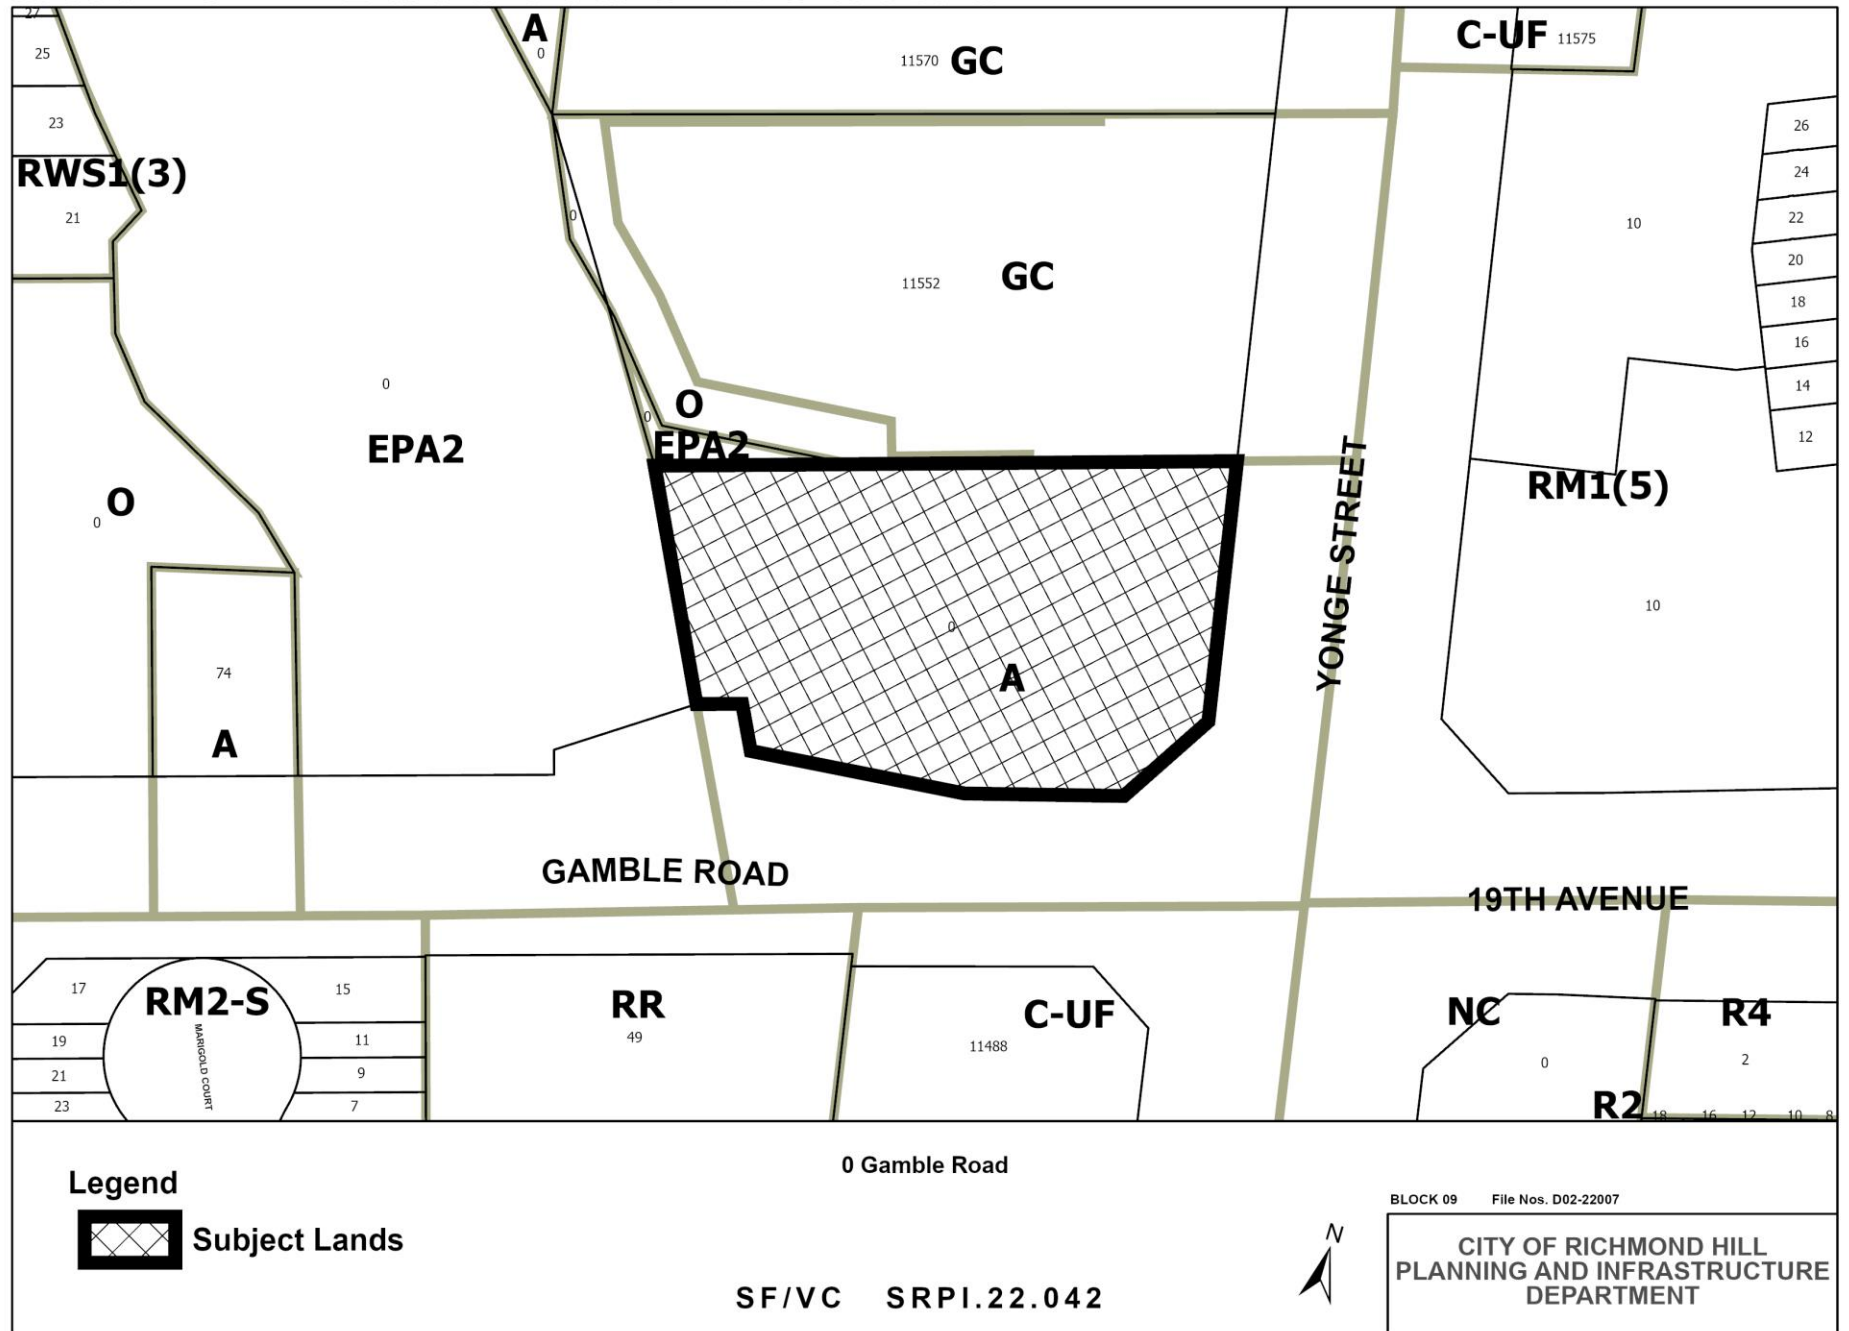 27
A
0
11570 GC
C-UF 11575
25
23
26
RWS1(3)
24
21
0
22
10
20
11552 GC
18
16
0
14
O
0
12
EPA2
EPA2
RM1(5)
O
0
YONGE STREET
10
0
74
A
A
GAMBLE ROAD
19TH AVENUE
17
RM2-S
15
RR
C-UF
NC
R4
49
11488
19
11
MARIGOLD COURT
0
2
21
9
23
7
R2
18 16 12 10 8
0 Gamble Road
Legend
Subject Lands
BLOCK 09 File Nos. D02-22007
N
CITY OF RICHMOND HILL
PLANNING AND INFRASTRUCTURE
DEPARTMENT
SF/VC SRPI.22.042